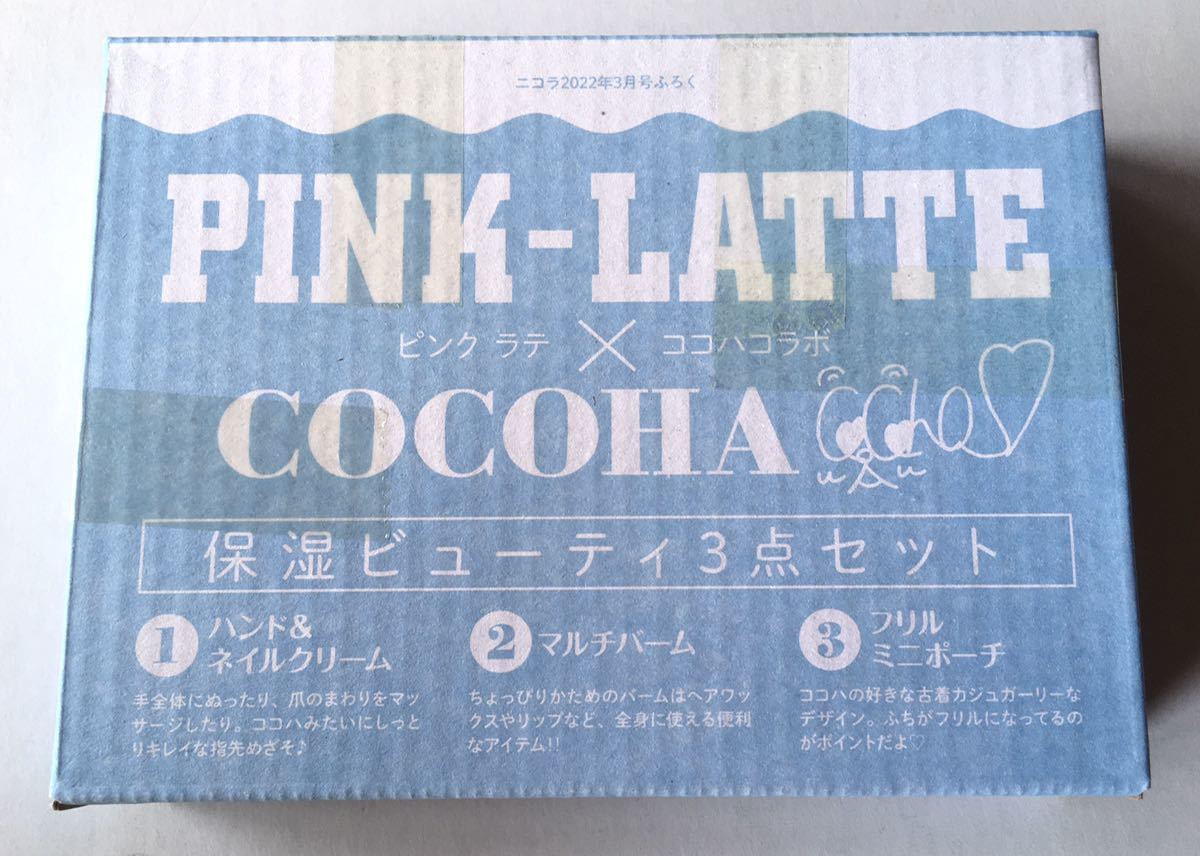 ニコラ2022年3月号ふろく
PINK-LATTE
ピンク ラテ × ココハコラボ
COCOHA
保湿ビューティ3点セット
1 ハンド&
ネイルクリーム
手全体にぬったり、爪のまわりをマッ
サージしたり。ココハみたいにしっと
りキレイな指先めざそ♪
2 マルチバーム
ちょっぴりかためのバームはヘアワッ
クスやリップなど、全身に使える便利
なアイテム!!
3 フリル
ミニポーチ
ココハの好きな古着カジュガーリーな
デザイン。ふちがフリルになってるの
がポイントだよ♡